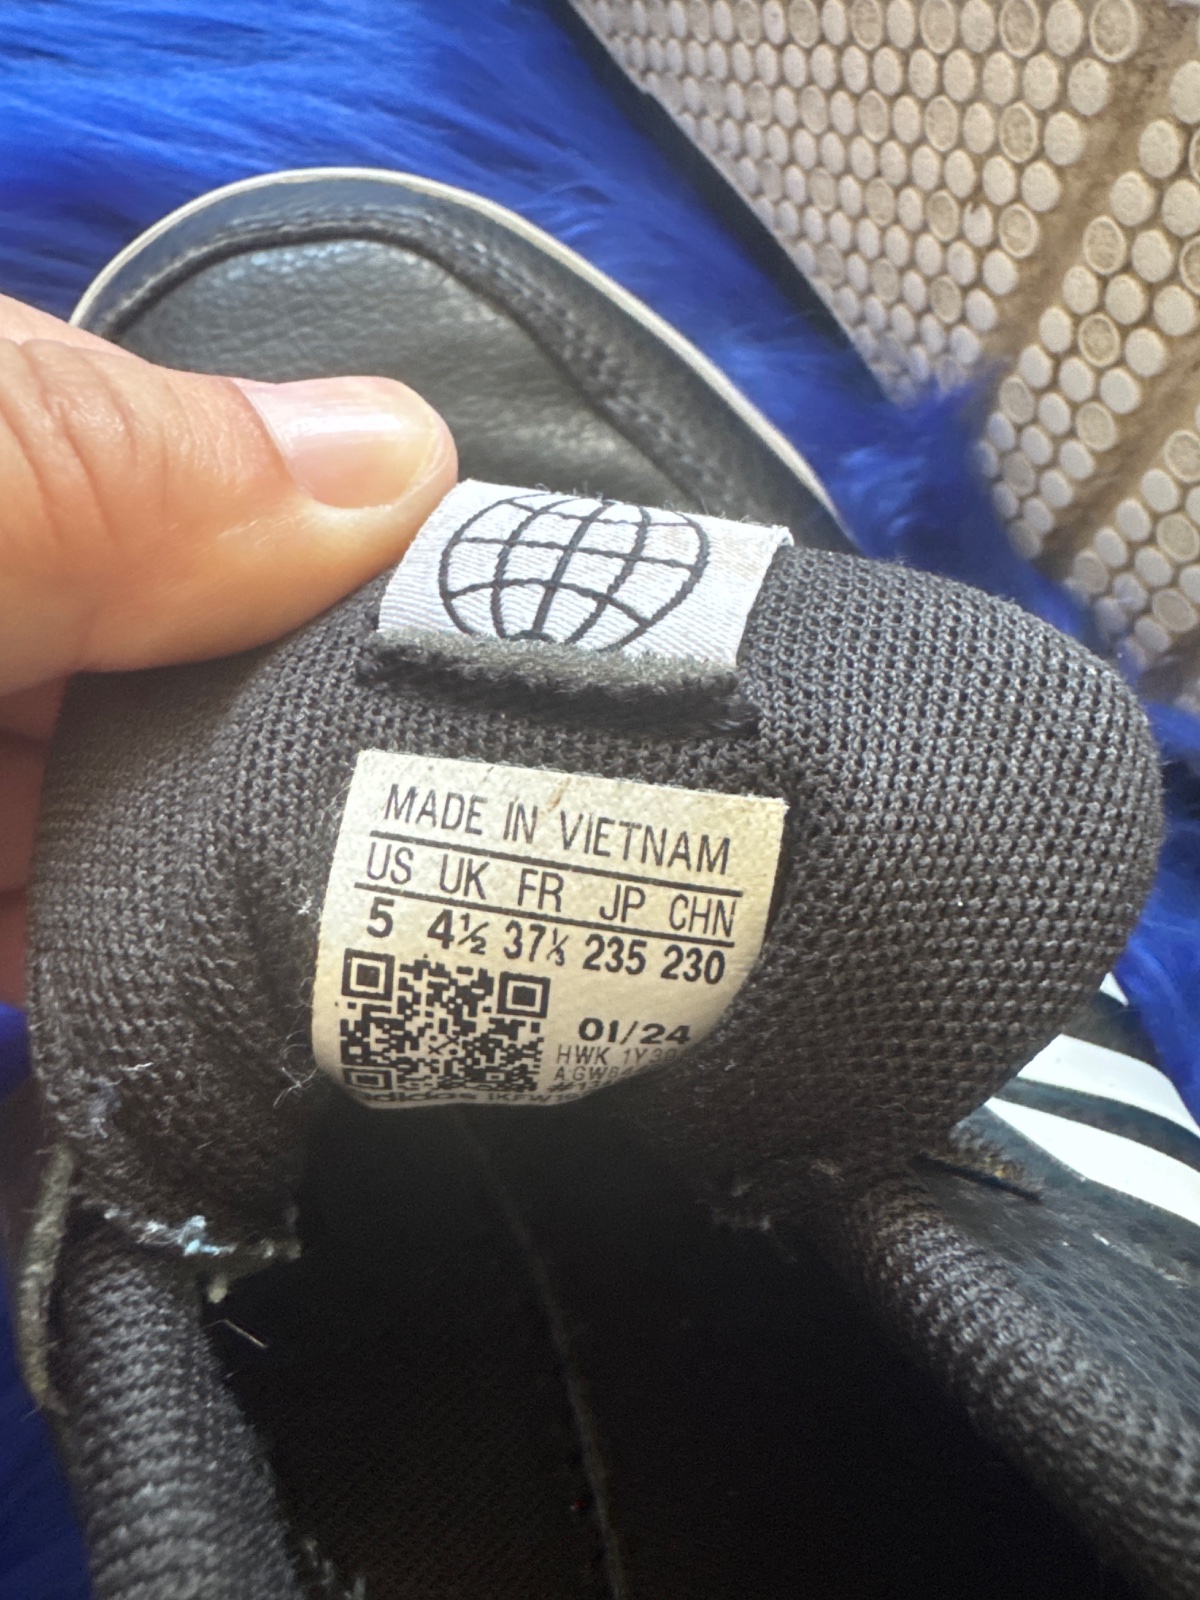 MADE IN VIETNAM
US UK FR JP CHN
5 4½ 37⅓ 235 230
01/24
HWK
adidas